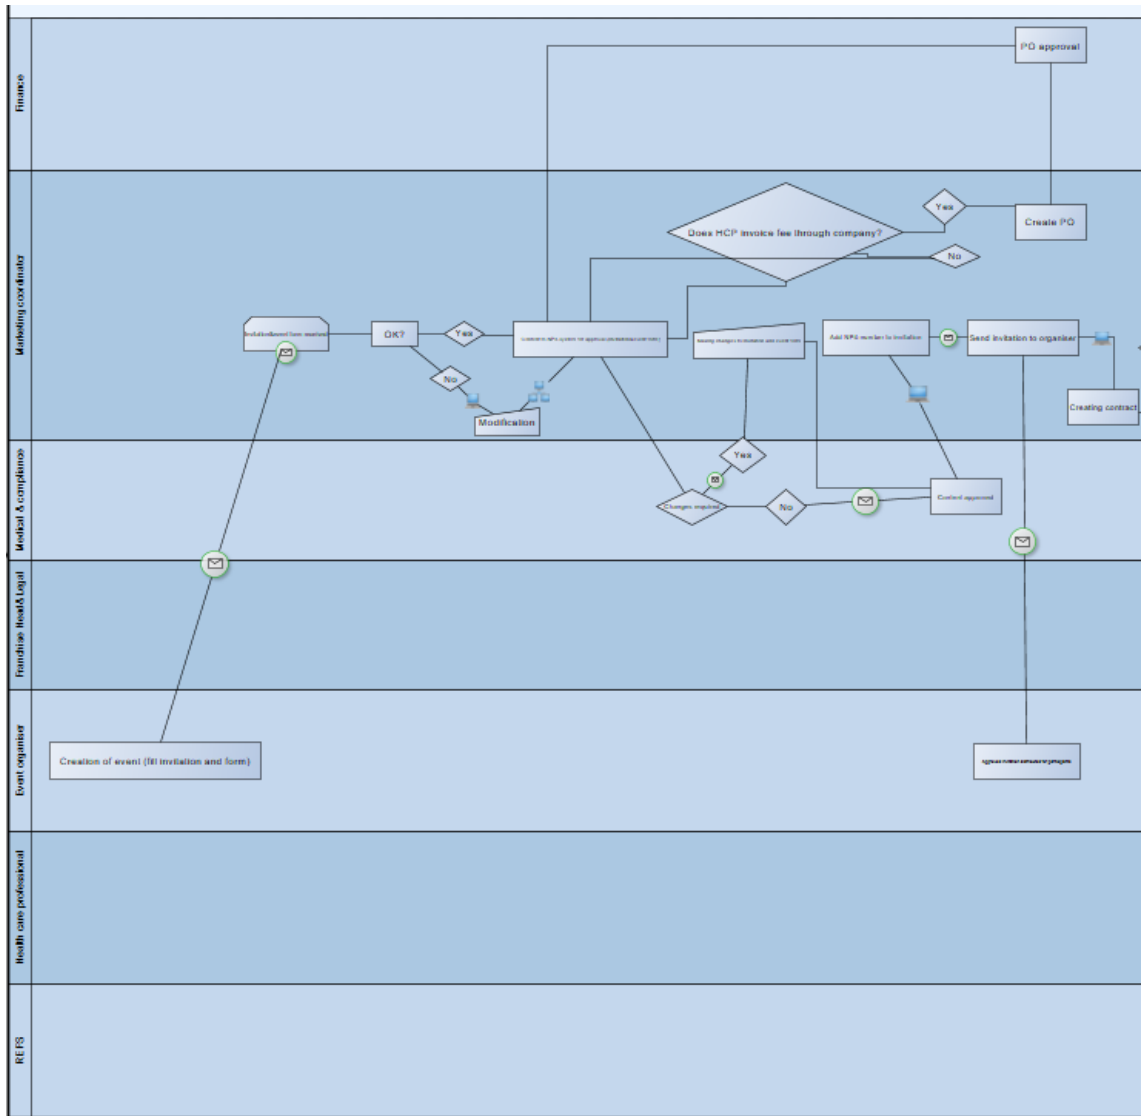 Finance
PO approval
Marketing coordinater
Does HCP invoice fee through company?
Yes
Create PO
No
OK?
Yes
No
Modification
Add NPU number to invitation
Send invitation to organiser
Creating contract
Medical & compliance
Yes
Changes required
No
Content approved
Franchise Head& Legal
Event organiser
Creation of event (fill invitation and form)
Health care professional
REFS